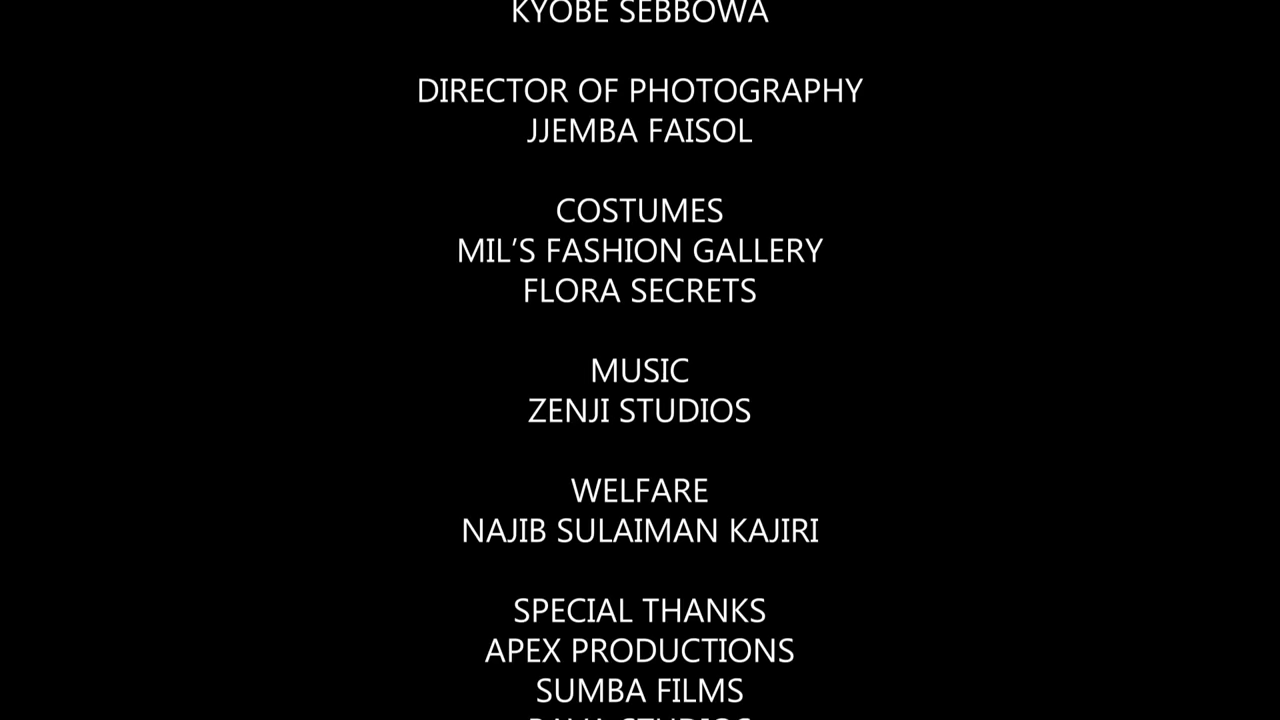 KYOBE SEBBOWA
DIRECTOR OF PHOTOGRAPHY
JJEMBA FAISOL
COSTUMES
MIL’S FASHION GALLERY
FLORA SECRETS
MUSIC
ZENJI STUDIOS
WELFARE
NAJIB SULAIMAN KAJIRI
SPECIAL THANKS
APEX PRODUCTIONS
SUMBA FILMS
STUDIOS